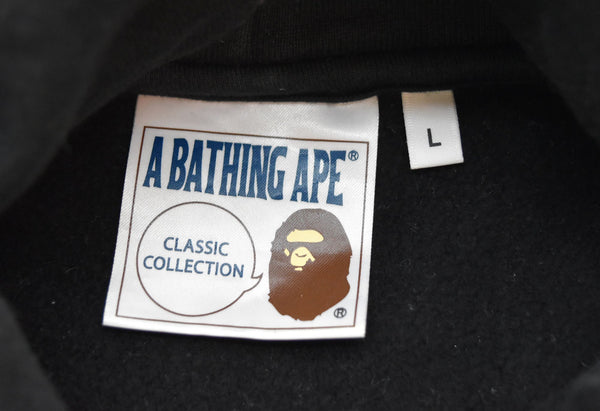 A BATHING APE®
CLASSIC
COLLECTION
®
L